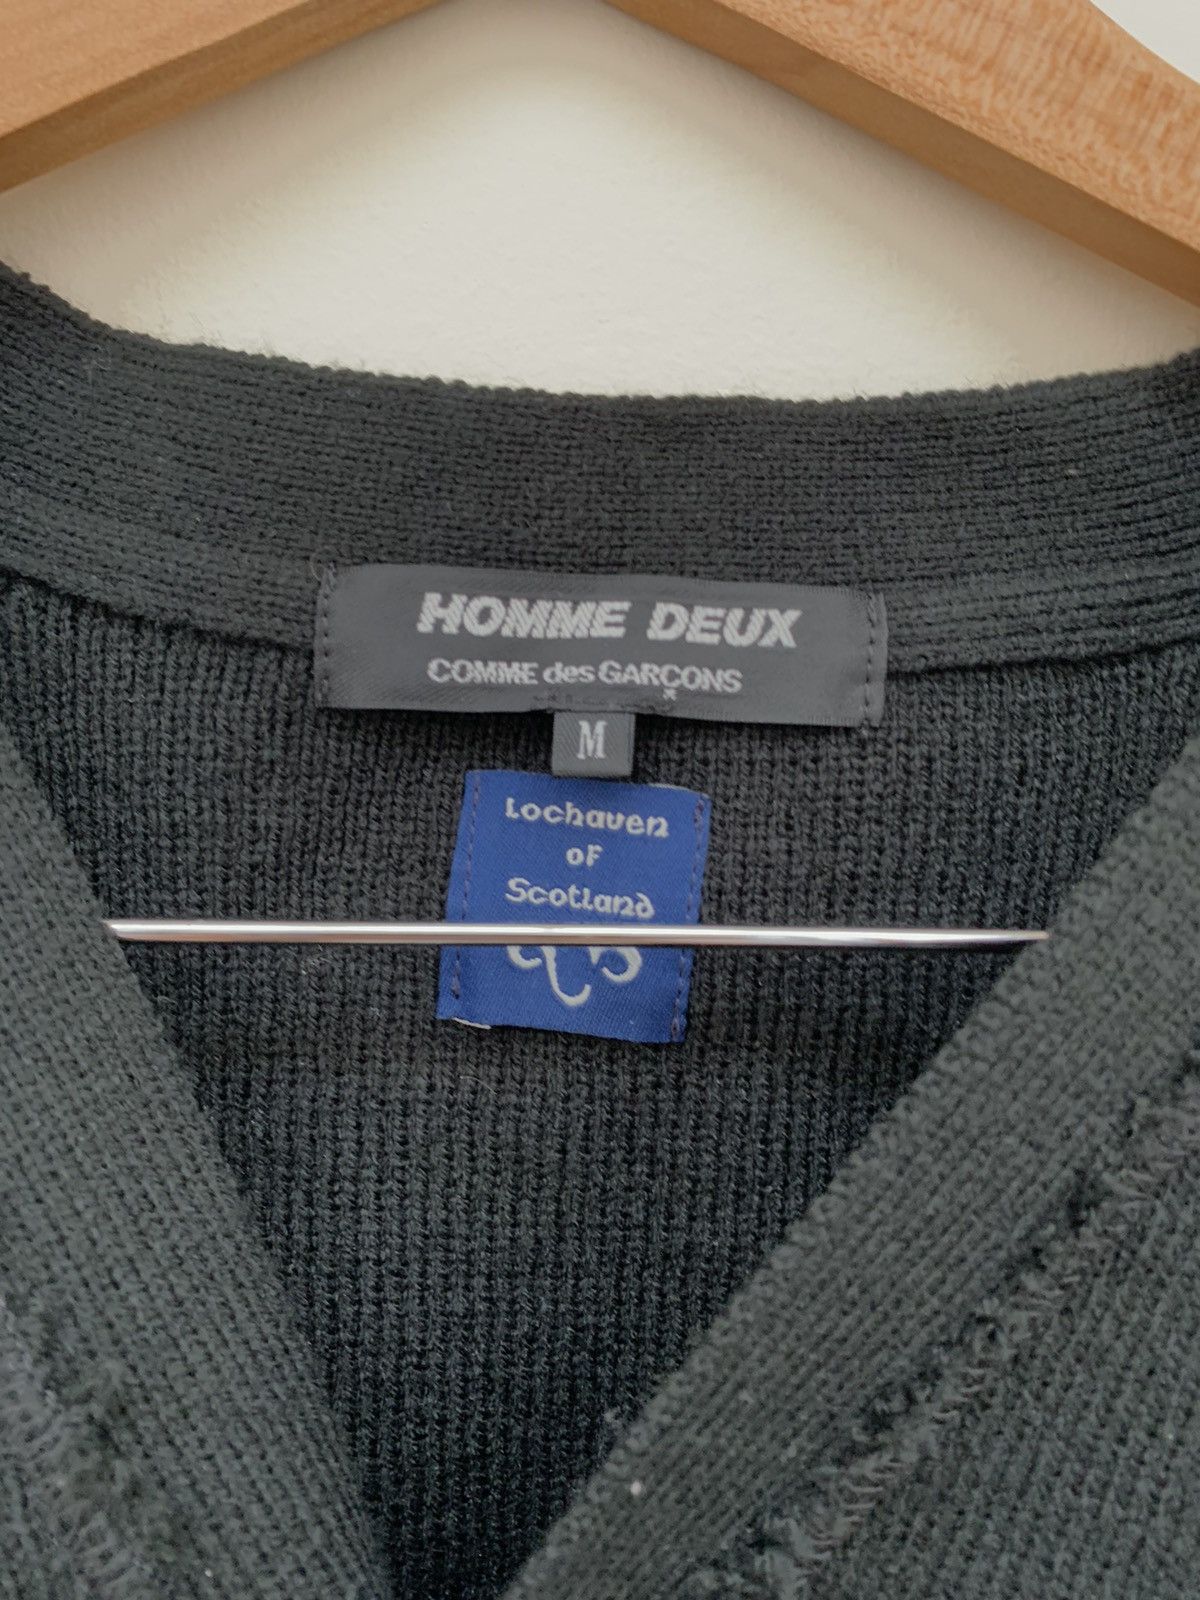 HOMME DEUX
COMME des GARÇONS
M
Lochaven
of
Scotland